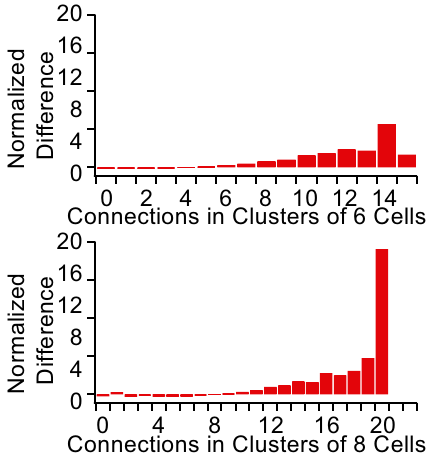 20
16
12
8
4
0
Normalized
Difference
0 2 4 6 8 10 12 14
Connections in Clusters of 6 Cells
20
16
12
8
4
0
Normalized
Difference
0 4 8 12 16 20
Connections in Clusters of 8 Cells